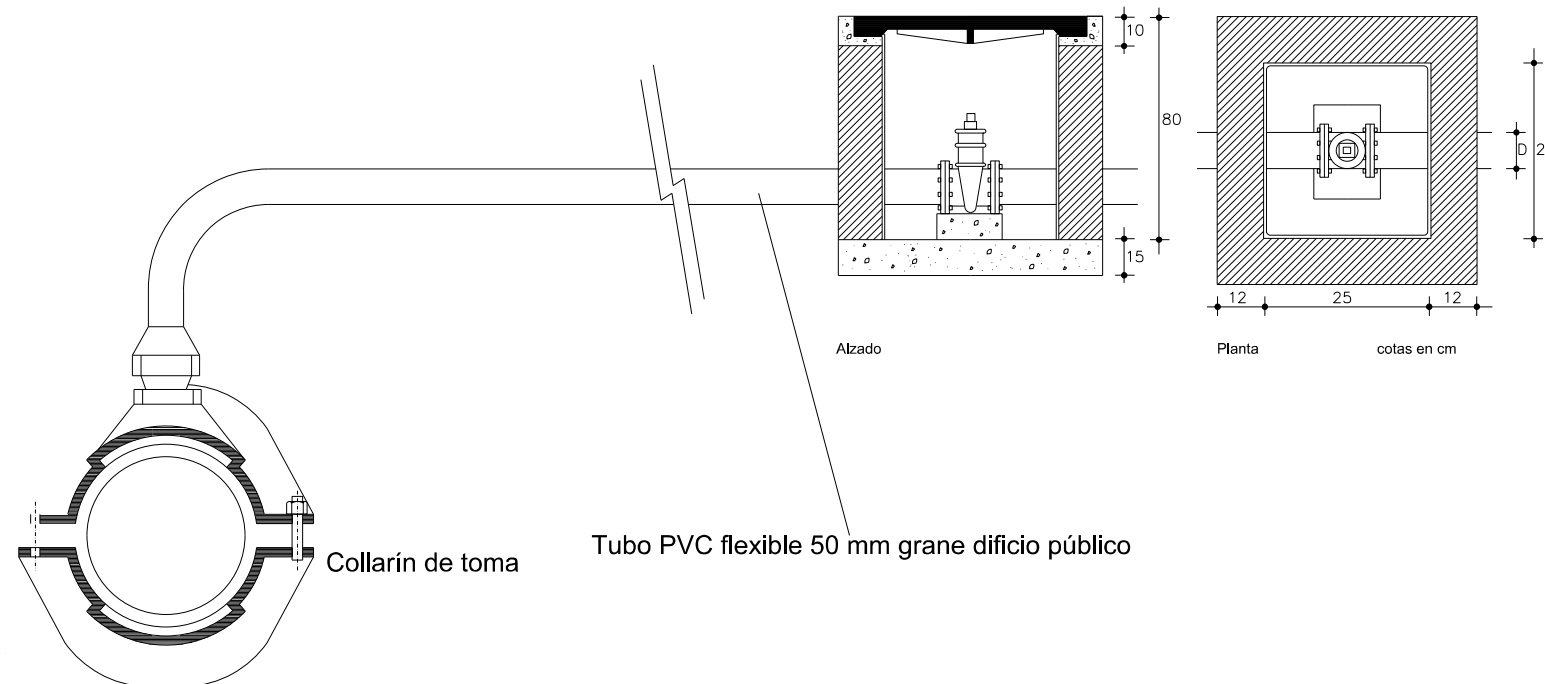 10
80
15
D
2
12
25
12
Alzado
Planta
cotas en cm
Collarín de toma
Tubo PVC flexible 50 mm grane dificio público